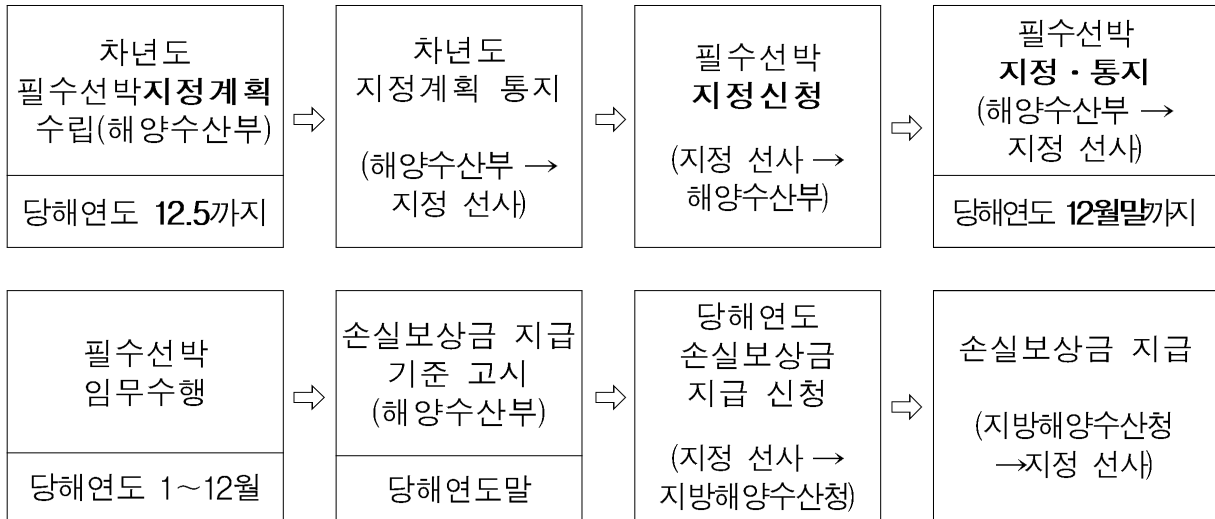 차년도
필수선박지정계획
수립(해양수산부)
당해연도 12.5까지
⇨
차년도
지정계획 통지
(해양수산부 →
지정 선사)
⇨
필수선박
지정신청
(지정 선사 →
해양수산부)
⇨
필수선박
지정·통지
(해양수산부 →
지정 선사)
당해연도 12월말까지
필수선박
임무수행
당해연도 1～12월
⇨
손실보상금 지급
기준 고시
(해양수산부)
당해연도말
⇨
당해연도
손실보상금
지급 신청
(지정 선사 →
지방해양수산청)
⇨
손실보상금 지급
(지방해양수산청
→지정 선사)